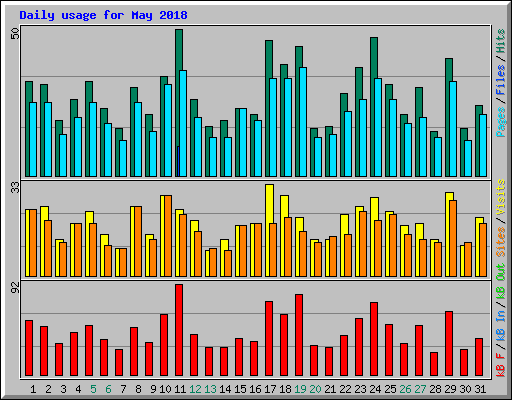 Daily usage for May 2018
50
33
92
Pages / Files / Hits
Sites / Visits
kB F / kB In / kB Out
1 2 3 4 5 6 7 8 9 10 11 12 13 14 15 16 17 18 19 20 21 22 23 24 25 26 27 28 29 30 31